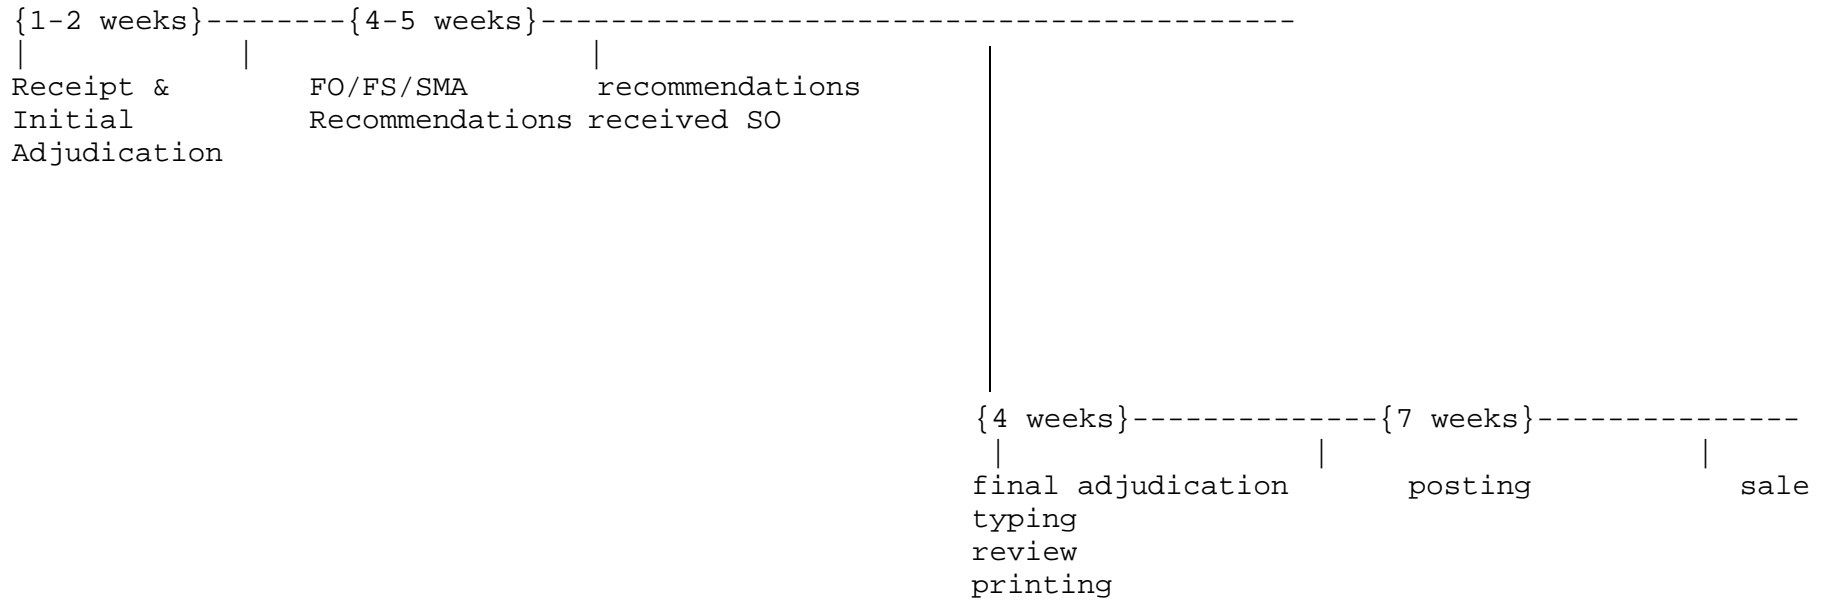 {1-2 weeks}--------{4-5 weeks}-------------------------------------------
Receipt & FO/FS/SMA recommendations
Initial Recommendations received SO
Adjudication
{4 weeks}--------------{7 weeks}---------------
final adjudication posting sale
typing
review
printing